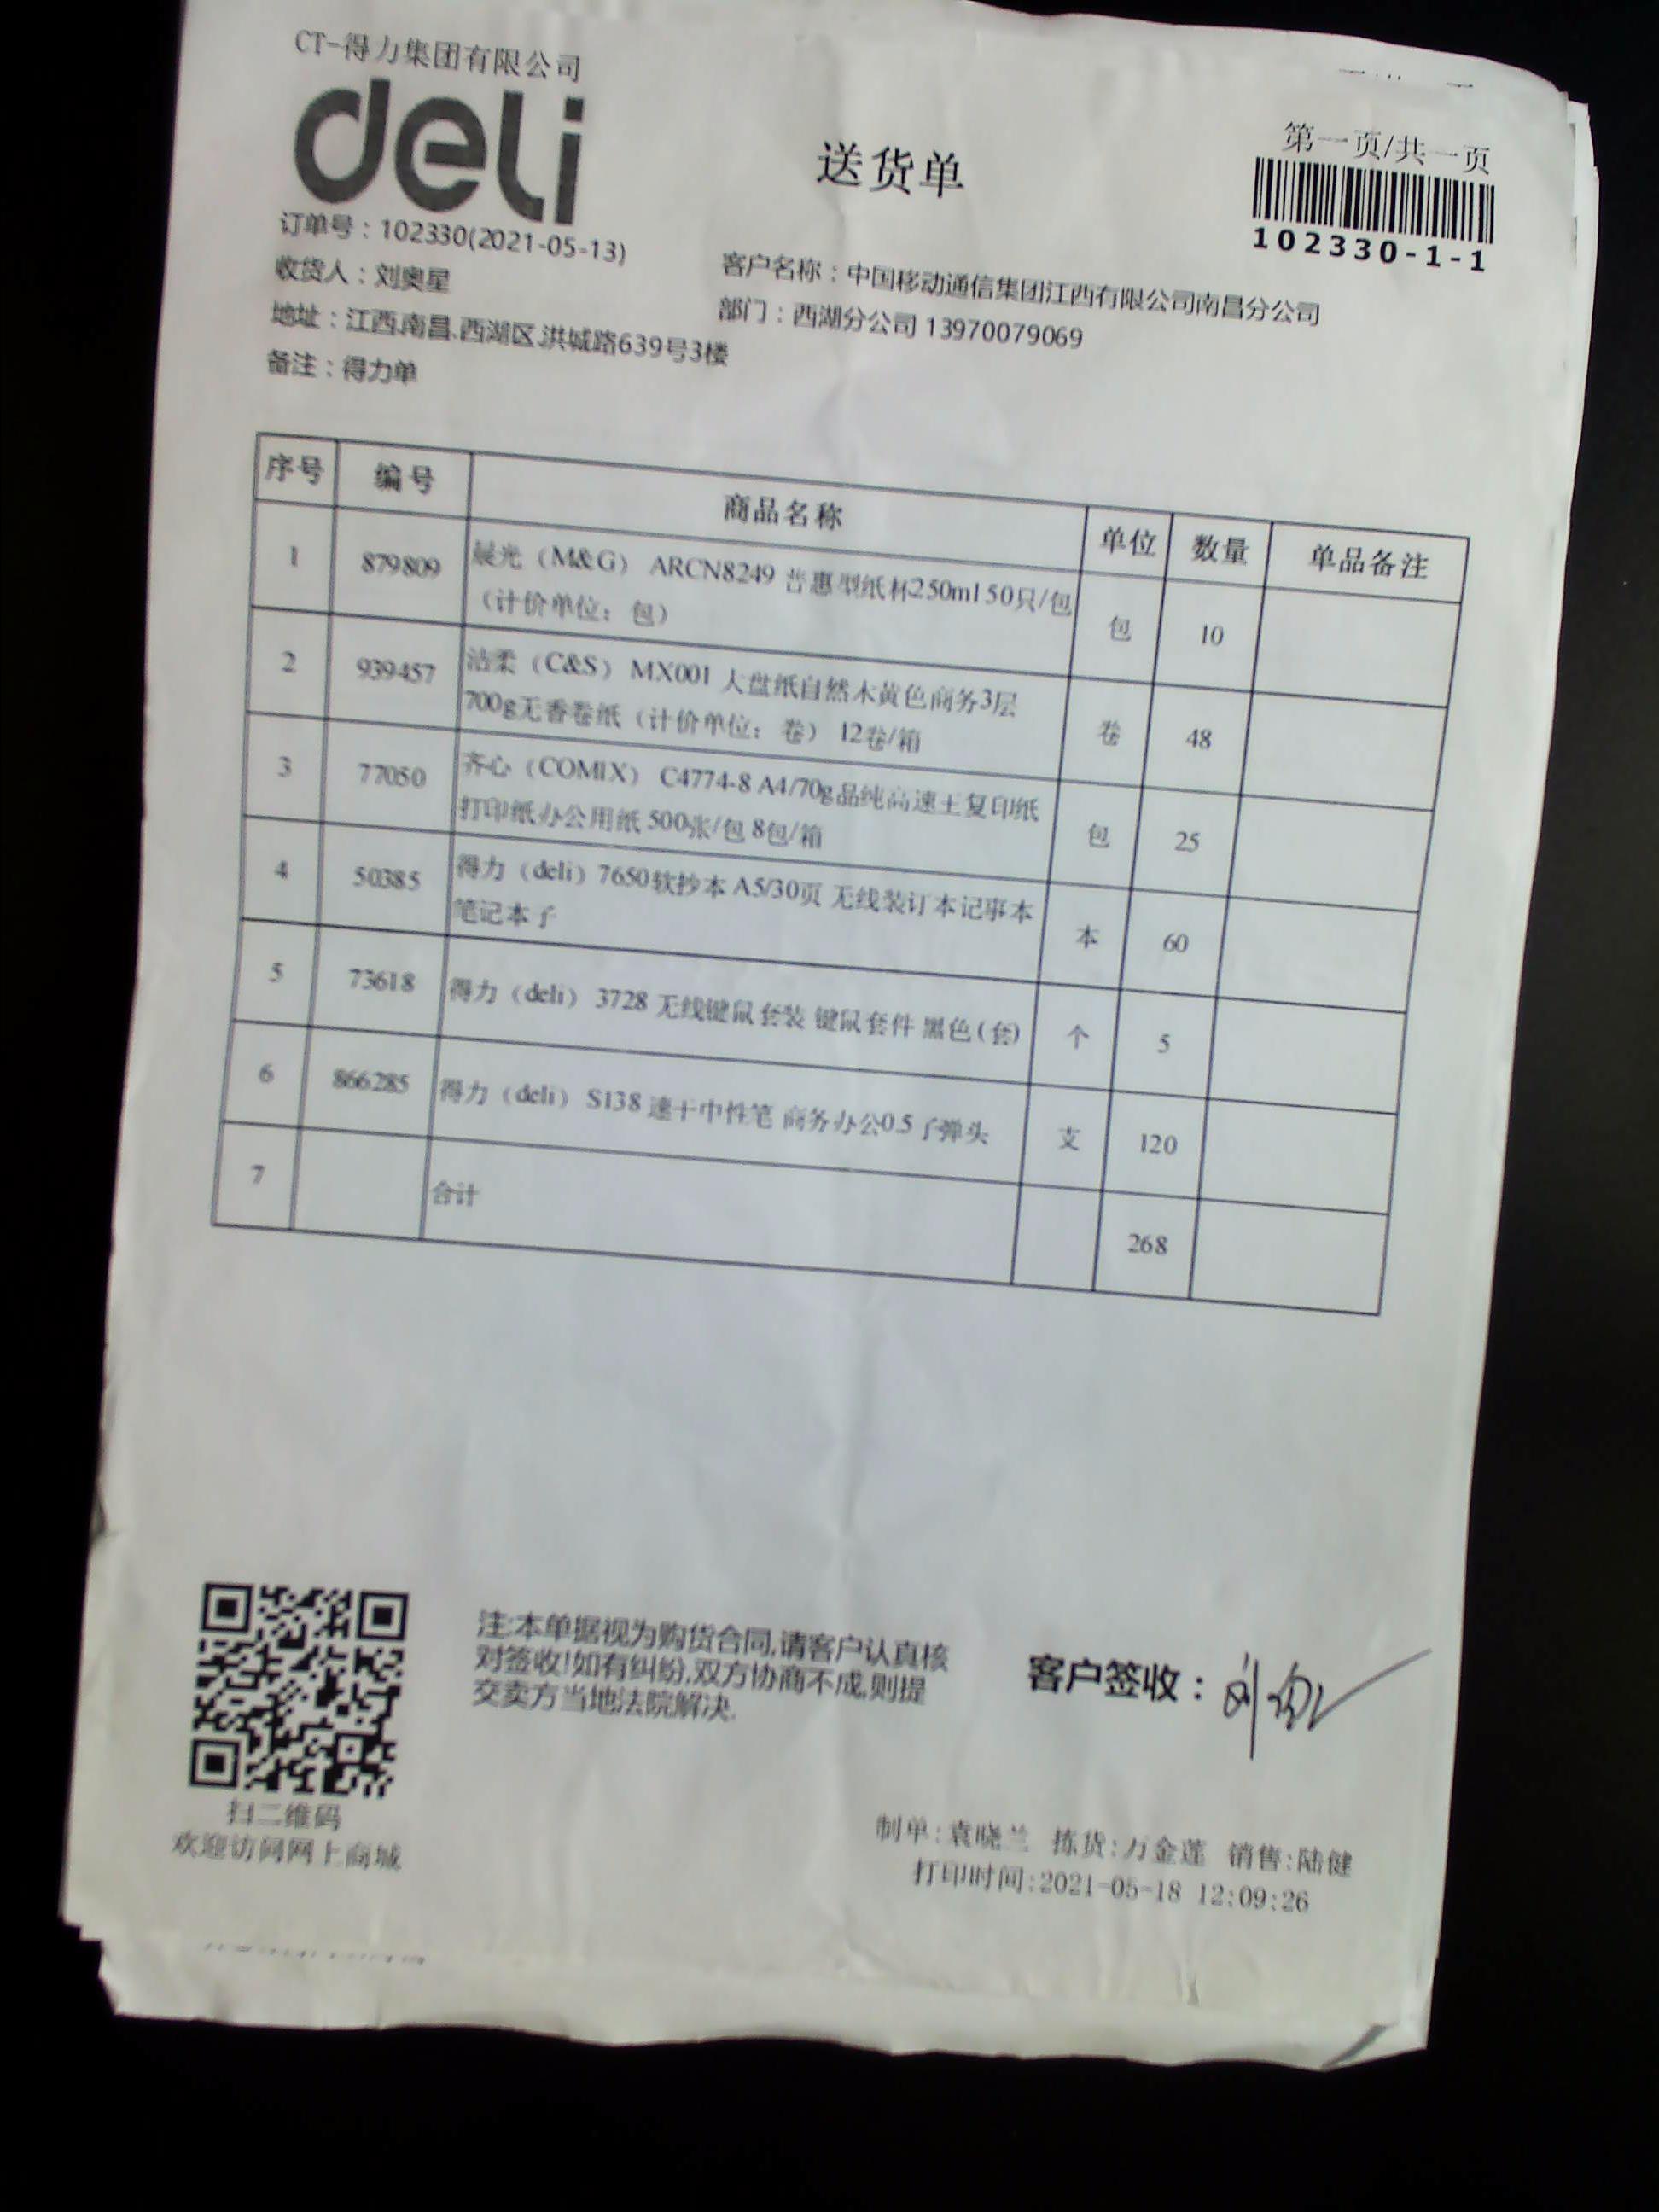 CT-得力集团有限公司
deli
送货单
第一页/共一页
102330-1-1
订单号：102330(2021-05-13)
收货人：刘奥星
客户名称：中国移动通信集团江西有限公司南昌分公司
地址：江西.南昌.西湖区.洪城路639号3楼
部门：西湖分公司 13970079069
备注：得力单
序号 编号 商品名称 单位 数量 单品备注
1 879809 晨光（M&G） ARCN8249 普惠型纸杯250ml 50只/包 包 10
（计价单位：包）
2 939457 洁柔（C&S） MX001 大盘纸自然木黄色商务3层 卷 48
700g无香卷纸（计价单位：卷） 12卷/箱
3 77050 齐心（COMIX） C4774-8 A4/70g品纯高速王复印纸 包 25
打印纸办公用纸 500张/包 8包/箱
4 50385 得力（deli）7650软抄本 A5/30页 无线装订本记事本 本 60
笔记本子
5 73618 得力（deli） 3728 无线键鼠套装 键鼠套件 黑色(套) 个 5
6 866285 得力（deli） S138 速干中性笔 商务办公0.5子弹头 支 120
7 合计 268
注:本单据视为购货合同,请客户认真核
对签收!如有纠纷,双方协商不成,则提
交卖方当地法院解决.
客户签收：
扫二维码
欢迎访问网上商城
制单:袁晓兰 拣货:万金莲 销售:陆健
打印时间:2021-05-18 12:09:26